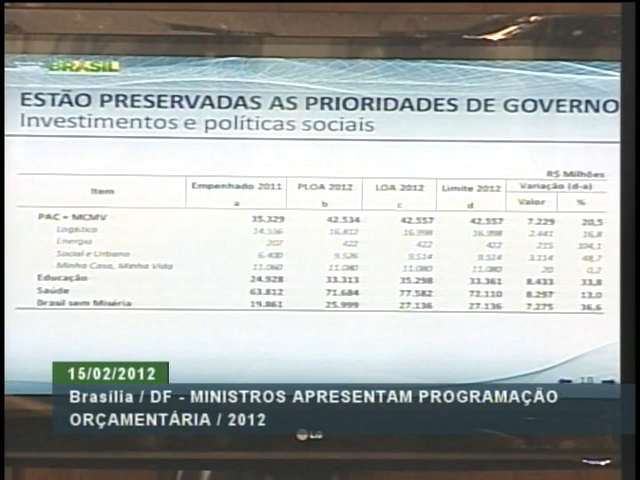 BRASIL
ESTÃO PRESERVADAS AS PRIORIDADES DE GOVERNO
Investimentos e políticas sociais
R$ Milhões
Item Empenhado 2011 PLOA 2012 LOA 2012 Limite 2012 Variação (d-a)
a b c d Valor %
PAC + MCMV 35.329 42.534 42.557 42.557 7.229 20,5
Logística 14.556 16.812 16.998 16.998 2.441 16,8
Energia 207 422 422 422 215 104,1
Social e Urbano 6.400 9.526 9.514 9.514 3.114 48,7
Minha Casa, Minha Vida 11.060 11.080 11.080 11.080 20 0,2
Educação 24.928 33.313 35.298 33.361 8.433 33,8
Saúde 63.812 71.684 77.582 72.110 8.297 13,0
Brasil sem Miséria 19.861 25.999 27.136 27.136 7.275 36,6
18
15/02/2012
Brasília / DF - MINISTROS APRESENTAM PROGRAMAÇÃO
ORÇAMENTÁRIA / 2012
LG